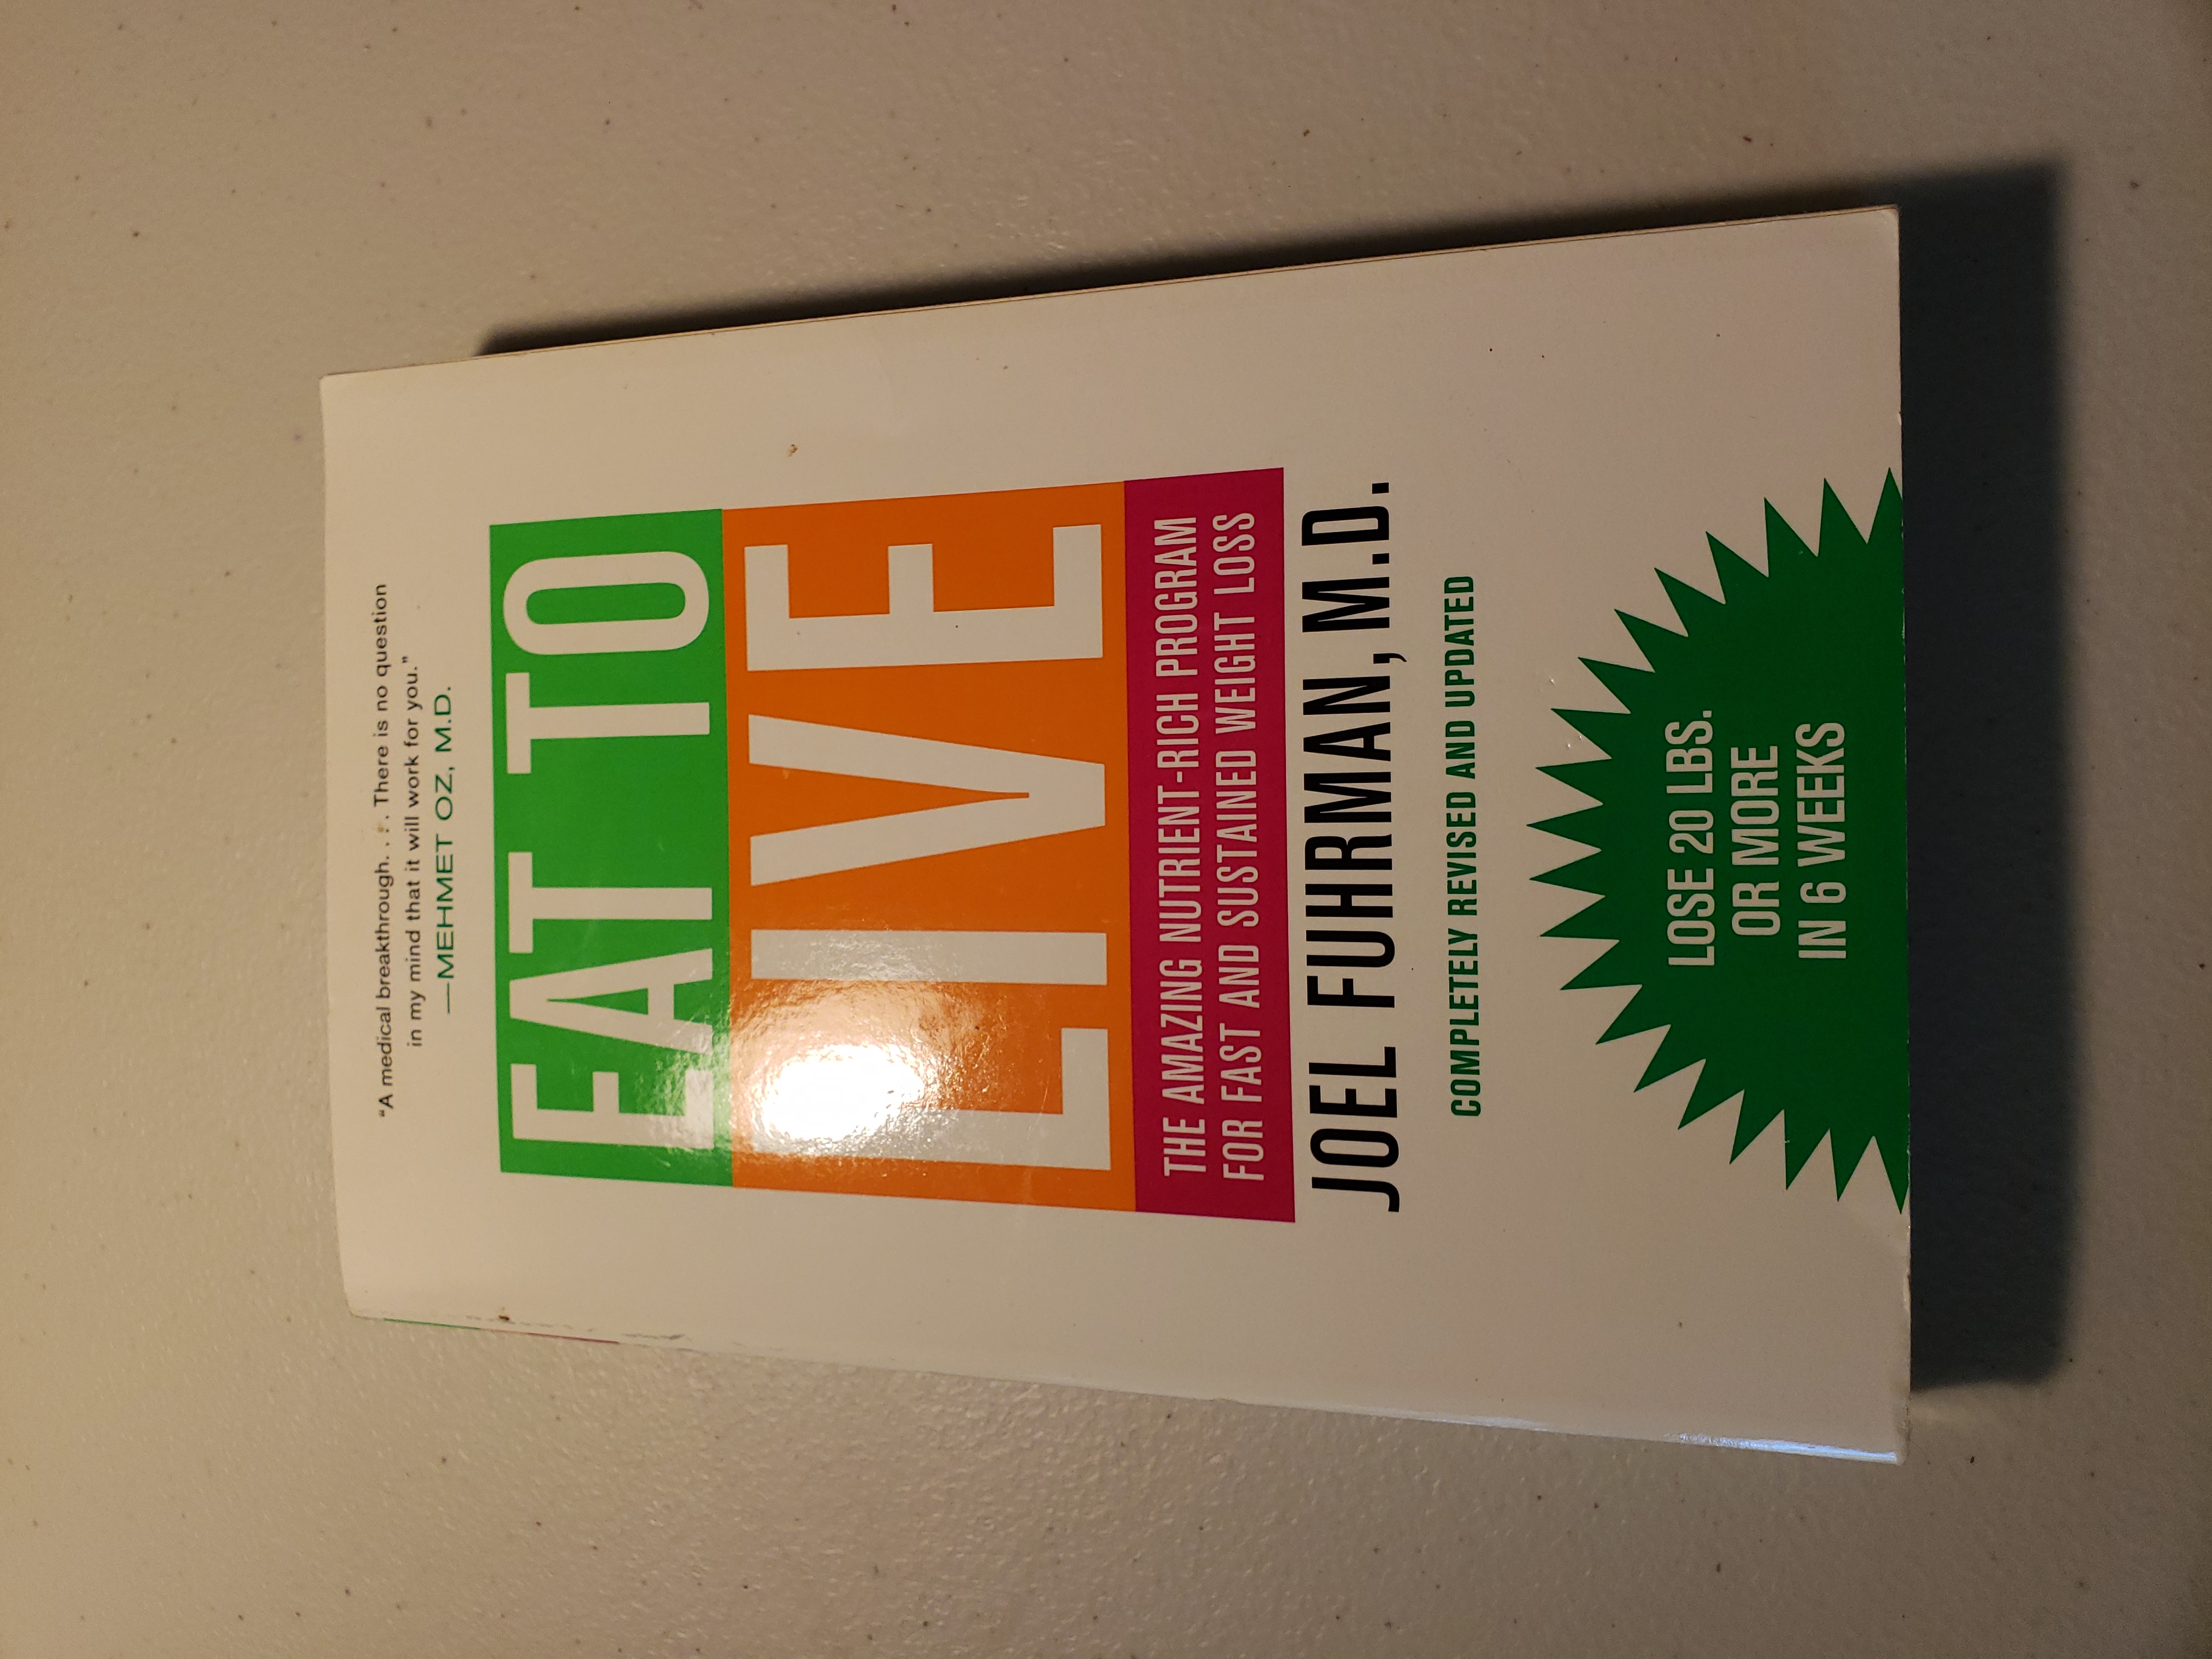 "A medical breakthrough. . . . There is no question
in my mind that it will work for you."
—MEHMET OZ, M.D.
EAT TO
LIVE
THE AMAZING NUTRIENT-RICH PROGRAM
FOR FAST AND SUSTAINED WEIGHT LOSS
JOEL FUHRMAN, M.D.
COMPLETELY REVISED AND UPDATED
LOSE 20 LBS.
OR MORE
IN 6 WEEKS